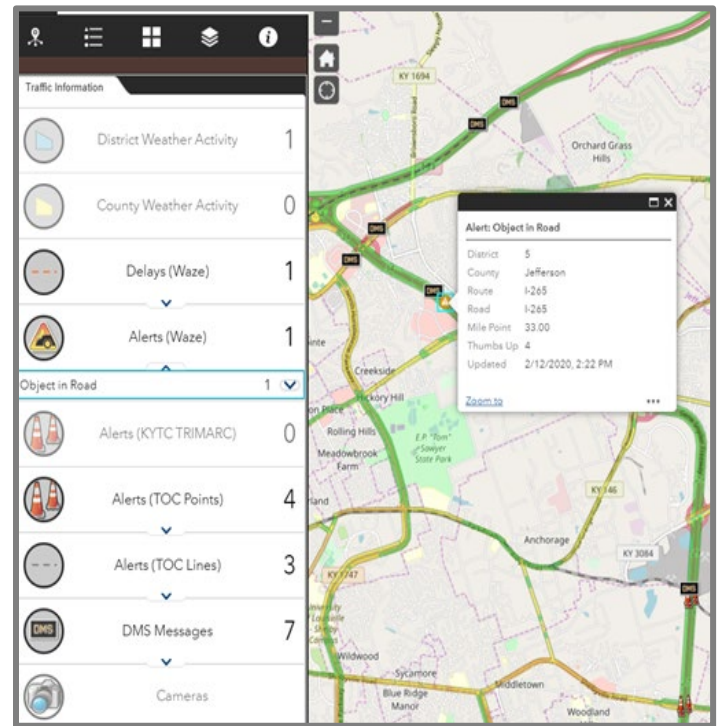 Traffic Information
District Weather Activity 1
County Weather Activity 0
Delays (Waze) 1
Alerts (Waze) 1
Object in Road 1
Alerts (KYTC TRIMARC) 0
Alerts (TOC Points) 4
Alerts (TOC Lines) 3
DMS
DMS Messages 7
Cameras
KY 1694
DMS
DMS
Orchard Grass
Hills
DMS
DMS
DMS
Alert: Object in Road
District 5
County Jefferson
Route I-265
Road I-265
Mile Point 33.00
Thumbs Up 4
Updated 2/12/2020, 2:22 PM
Zoom to
Creekside
Hickory Hill
Rolling Hills
Meadowbrook
Farm
E.P. "Tom"
Sawyer
State Park
KY 146
Anchorage
KY 3084
KY 1747
DMS
Wildwood
Sycamore
Middletown
Blue Ridge
Manor
Woodland